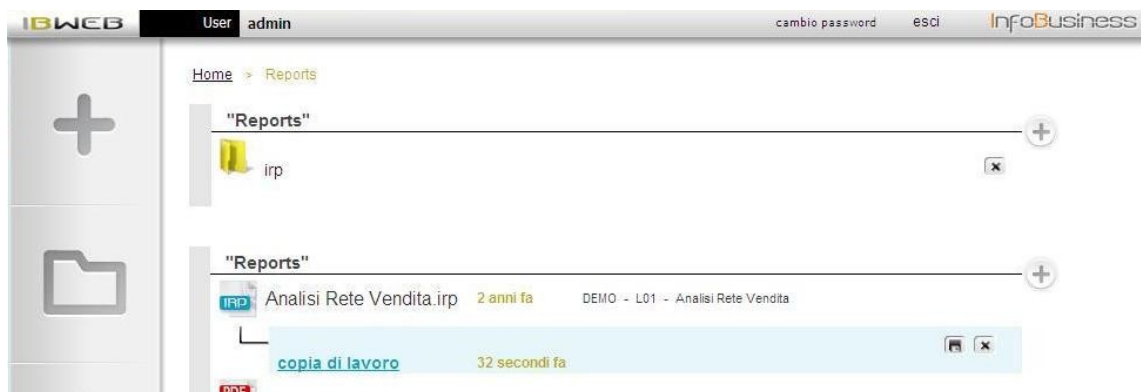 IBWEB User admin cambio password esci InfoBusiness
Home > Reports
"Reports"
irp
"Reports"
IRP Analisi Rete Vendita.irp 2 anni fa DEMO - L01 - Analisi Rete Vendita
copia di lavoro 32 secondi fa
PDF